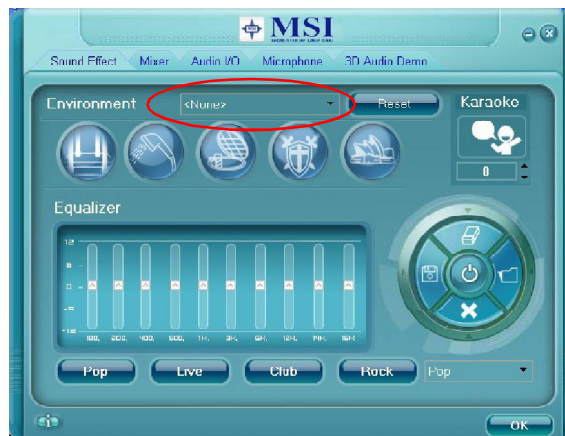 MSI
Sound Effect Mixer Audio I/O Microphone 3D Audio Demo
Environment <None> Reset Karaoke
0
Equalizer
Pop Live Club Rock Pop
OK